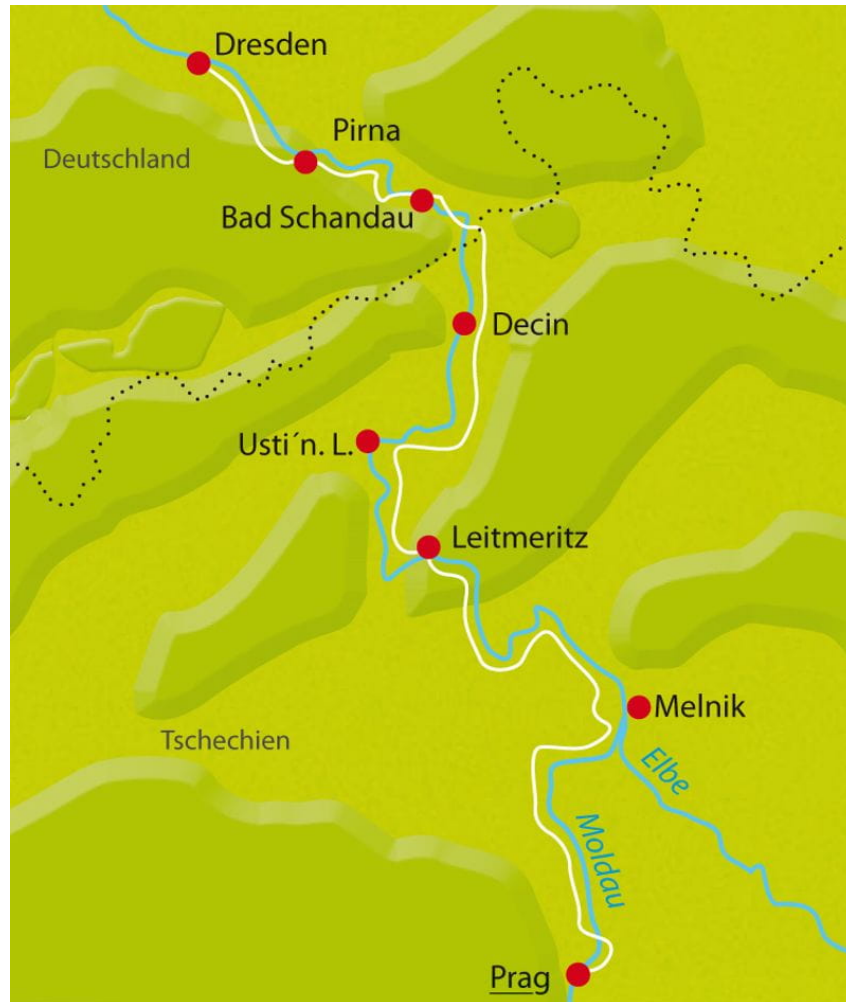 Dresden
Pirna
Deutschland
Bad Schandau
Decin
Usti´n. L.
Leitmeritz
Melnik
Tschechien
Elbe
Moldau
Prag